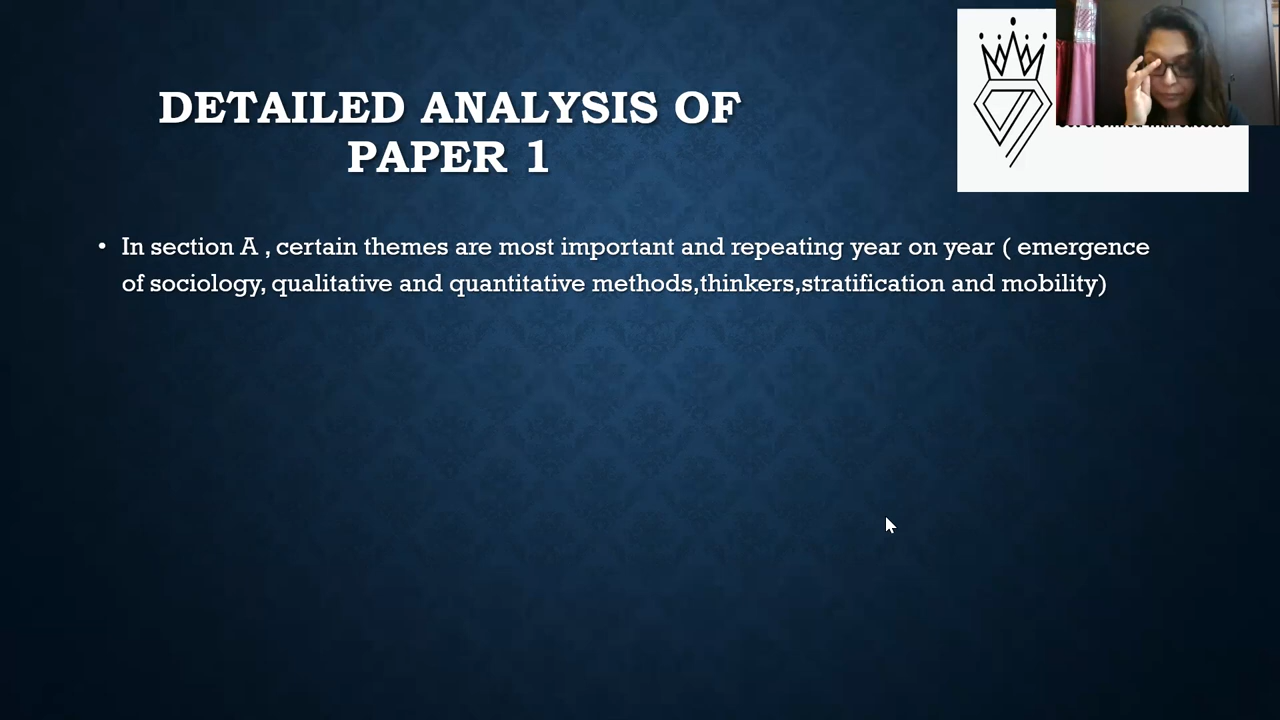 DETAILED ANALYSIS OF
PAPER 1
• In section A , certain themes are most important and repeating year on year ( emergence
of sociology, qualitative and quantitative methods,thinkers,stratification and mobility)